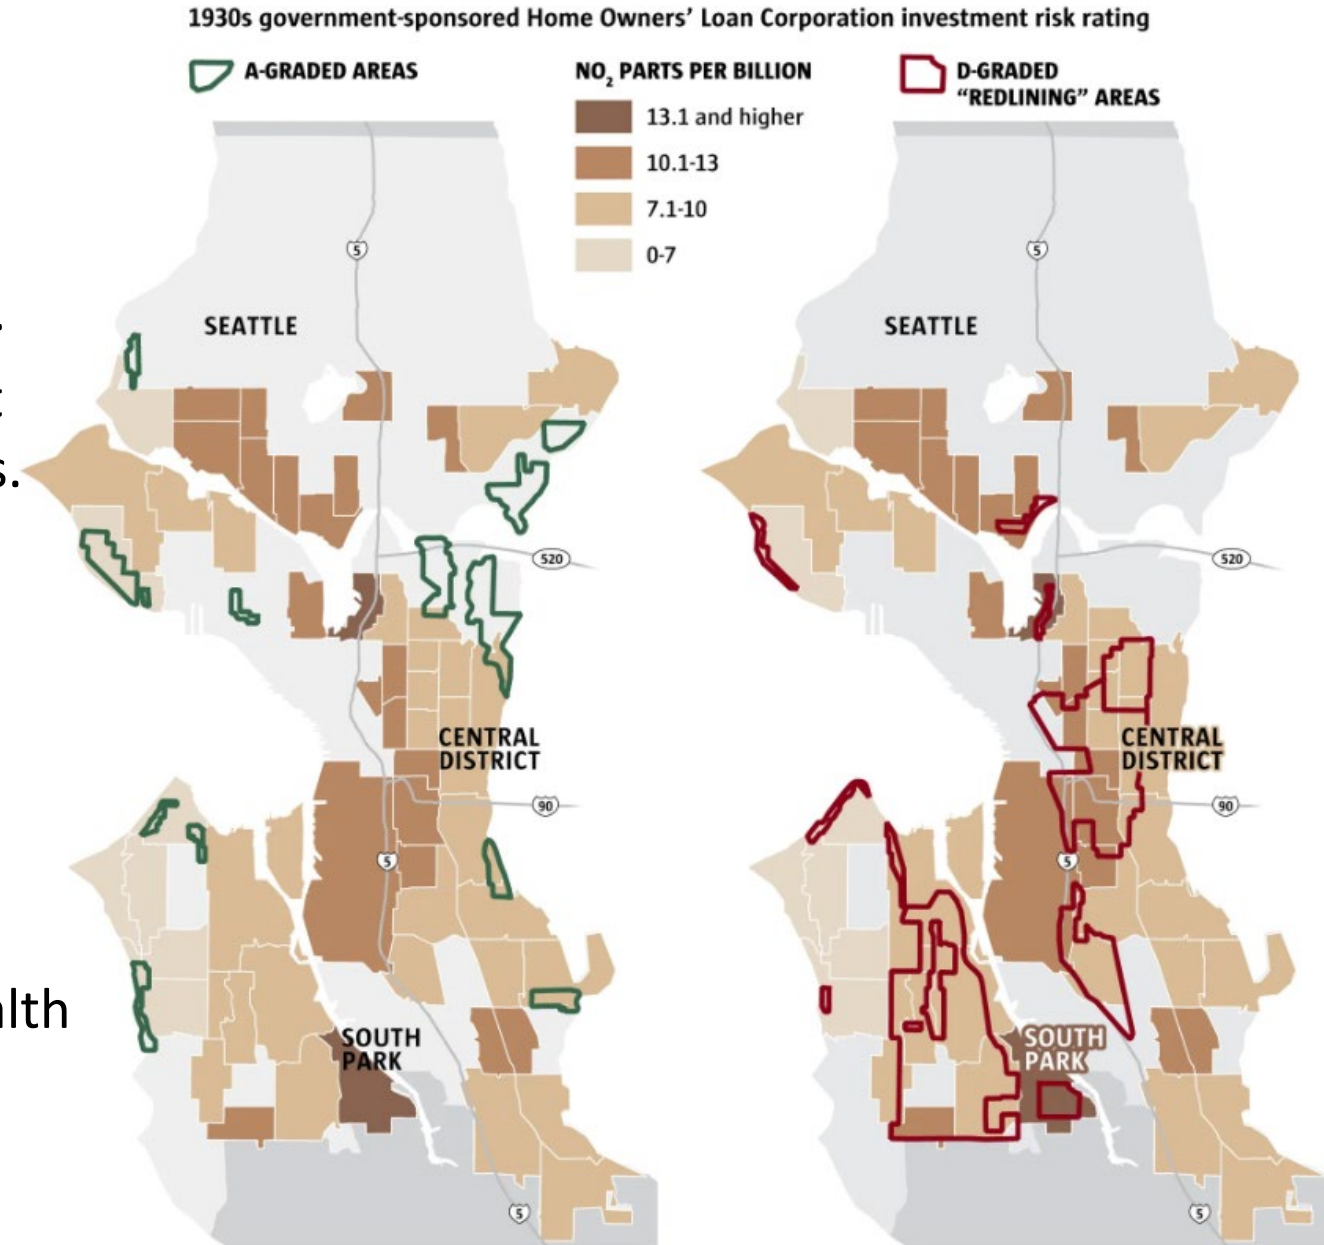 1930s government-sponsored Home Owners’ Loan Corporation investment risk rating
A-GRADED AREAS
NO₂ PARTS PER BILLION
13.1 and higher
10.1-13
7.1-10
0-7
D-GRADED
“REDLINING” AREAS
5
SEATTLE
520
CENTRAL
DISTRICT
90
5
SOUTH
PARK
5
5
SEATTLE
520
CENTRAL
DISTRICT
90
5
SOUTH
PARK
5
s.
alth